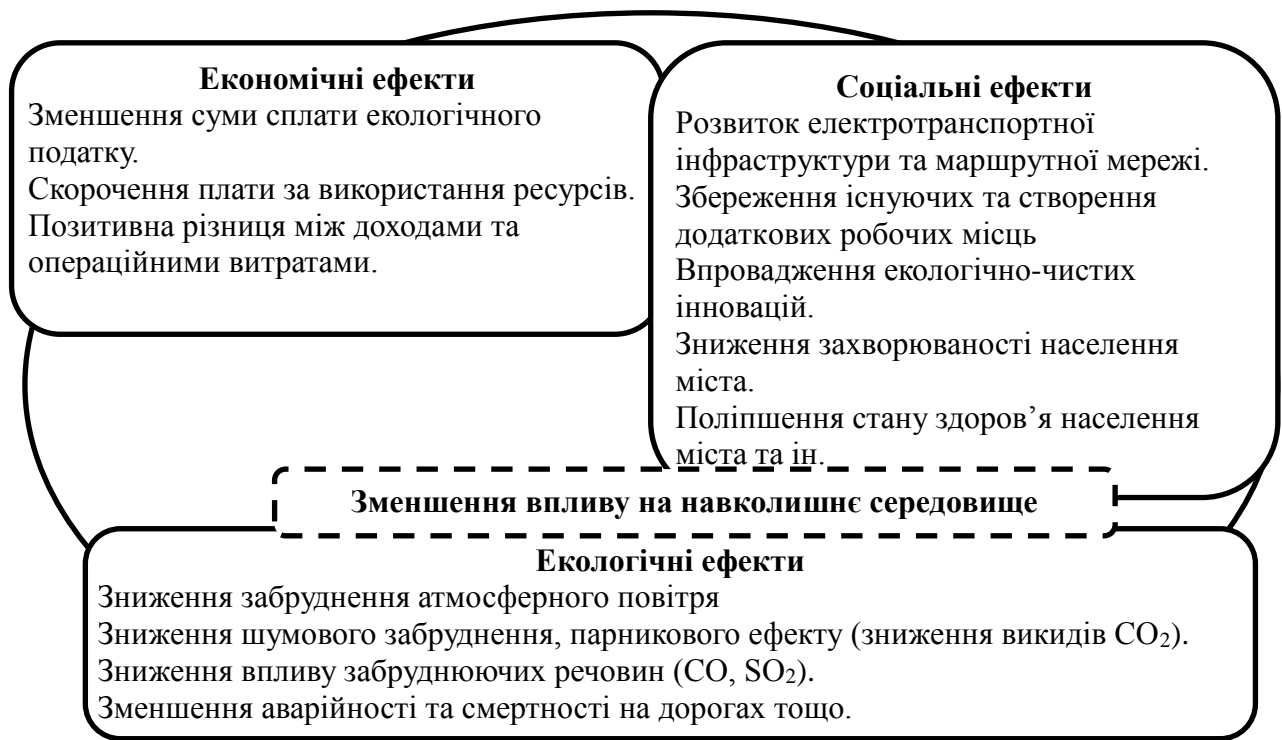 Економічні ефекти
Зменшення суми сплати екологічного
податку.
Скорочення плати за використання ресурсів.
Позитивна різниця між доходами та
операційними витратами.
Соціальні ефекти
Розвиток електротранспортної
інфраструктури та маршрутної мережі.
Збереження існуючих та створення
додаткових робочих місць
Впровадження екологічно-чистих
інновацій.
Зниження захворюваності населення
міста.
Поліпшення стану здоров’я населення
міста та ін.
Зменшення впливу на навколишнє середовище
Екологічні ефекти
Зниження забруднення атмосферного повітря
Зниження шумового забруднення, парникового ефекту (зниження викидів CO₂).
Зниження впливу забруднюючих речовин (CO, SO₂).
Зменшення аварійності та смертності на дорогах тощо.